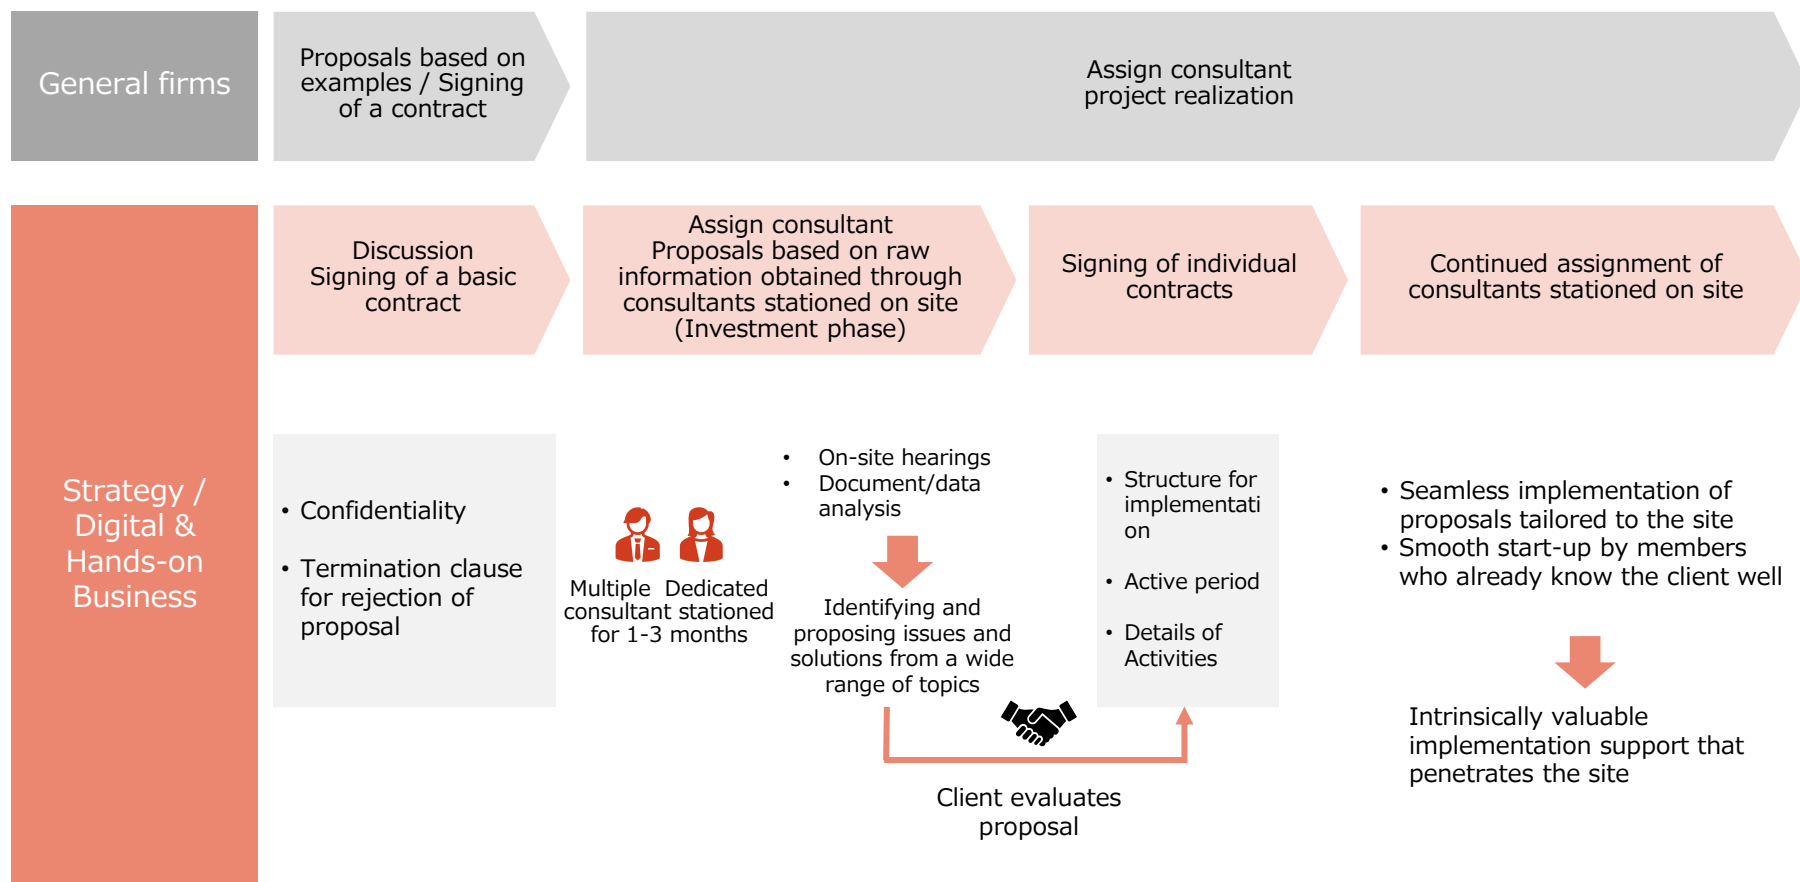 General firms
Proposals based on
examples / Signing
of a contract
Assign consultant
project realization
Strategy /
Digital &
Hands-on
Business
Discussion
Signing of a basic
contract
Assign consultant
Proposals based on raw
information obtained through
consultants stationed on site
(Investment phase)
Signing of individual
contracts
Continued assignment of
consultants stationed on site
• Confidentiality
• Termination clause
for rejection of
proposal
Multiple Dedicated
consultant stationed
for 1-3 months
• On-site hearings
• Document/data
analysis
Identifying and
proposing issues and
solutions from a wide
range of topics
Client evaluates
proposal
• Structure for
implementati
on
• Active period
• Details of
Activities
• Seamless implementation of
proposals tailored to the site
• Smooth start-up by members
who already know the client well
Intrinsically valuable
implementation support that
penetrates the site